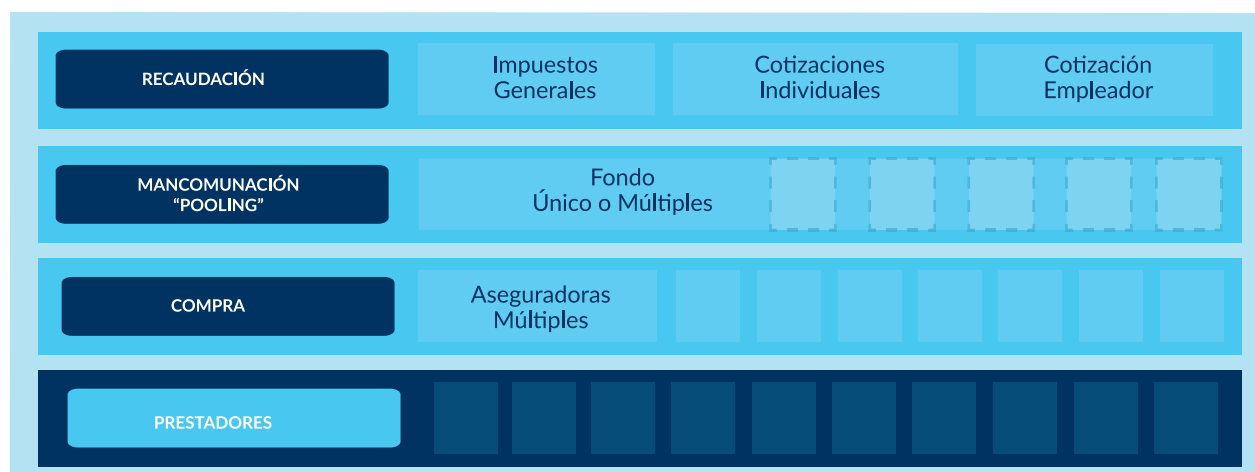 RECAUDACIÓN
Impuestos
Generales
Cotizaciones
Individuales
Cotización
Empleador
MANCOMUNACIÓN
“POOLING”
Fondo
Único o Múltiples
COMPRA
Aseguradoras
Múltiples
PRESTADORES